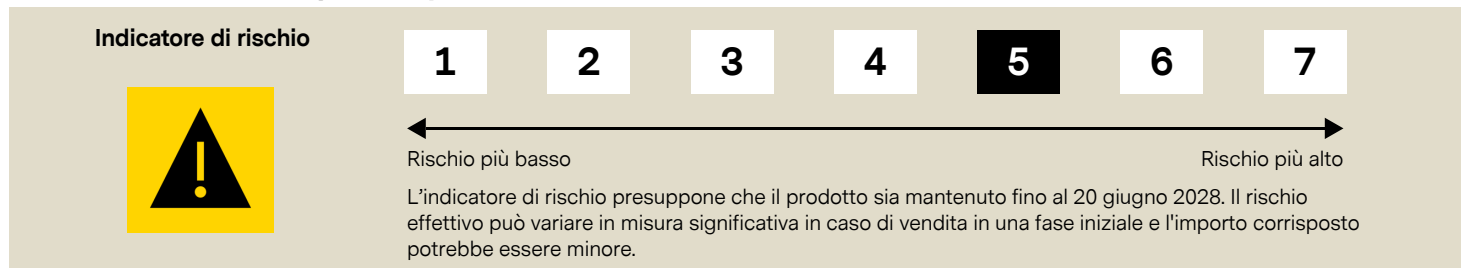 Indicatore di rischio
1 2 3 4 5 6 7
Rischio più basso Rischio più alto
L'indicatore di rischio presuppone che il prodotto sia mantenuto fino al 20 giugno 2028. Il rischio
effettivo può variare in misura significativa in caso di vendita in una fase iniziale e l'importo corrisposto
potrebbe essere minore.